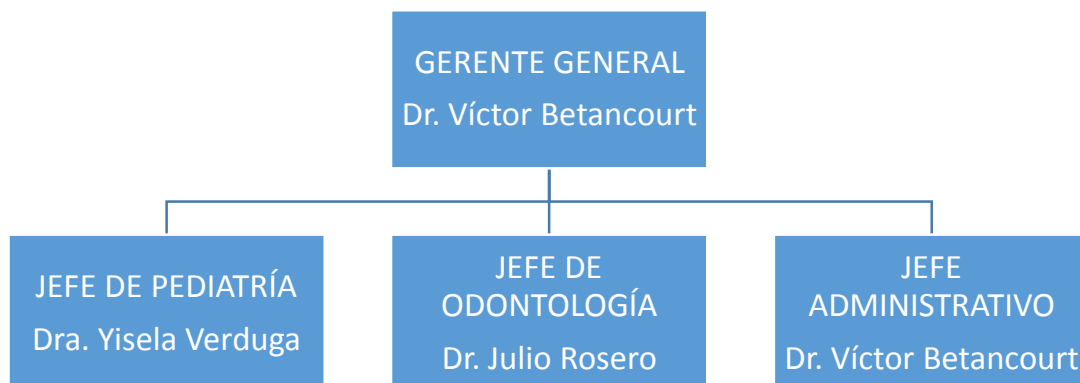 GERENTE GENERAL
Dr. Víctor Betancourt
JEFE DE PEDIATRÍA
Dra. Yisela Verduga
JEFE DE
ODONTOLOGÍA
Dr. Julio Rosero
JEFE
ADMINISTRATIVO
Dr. Víctor Betancourt